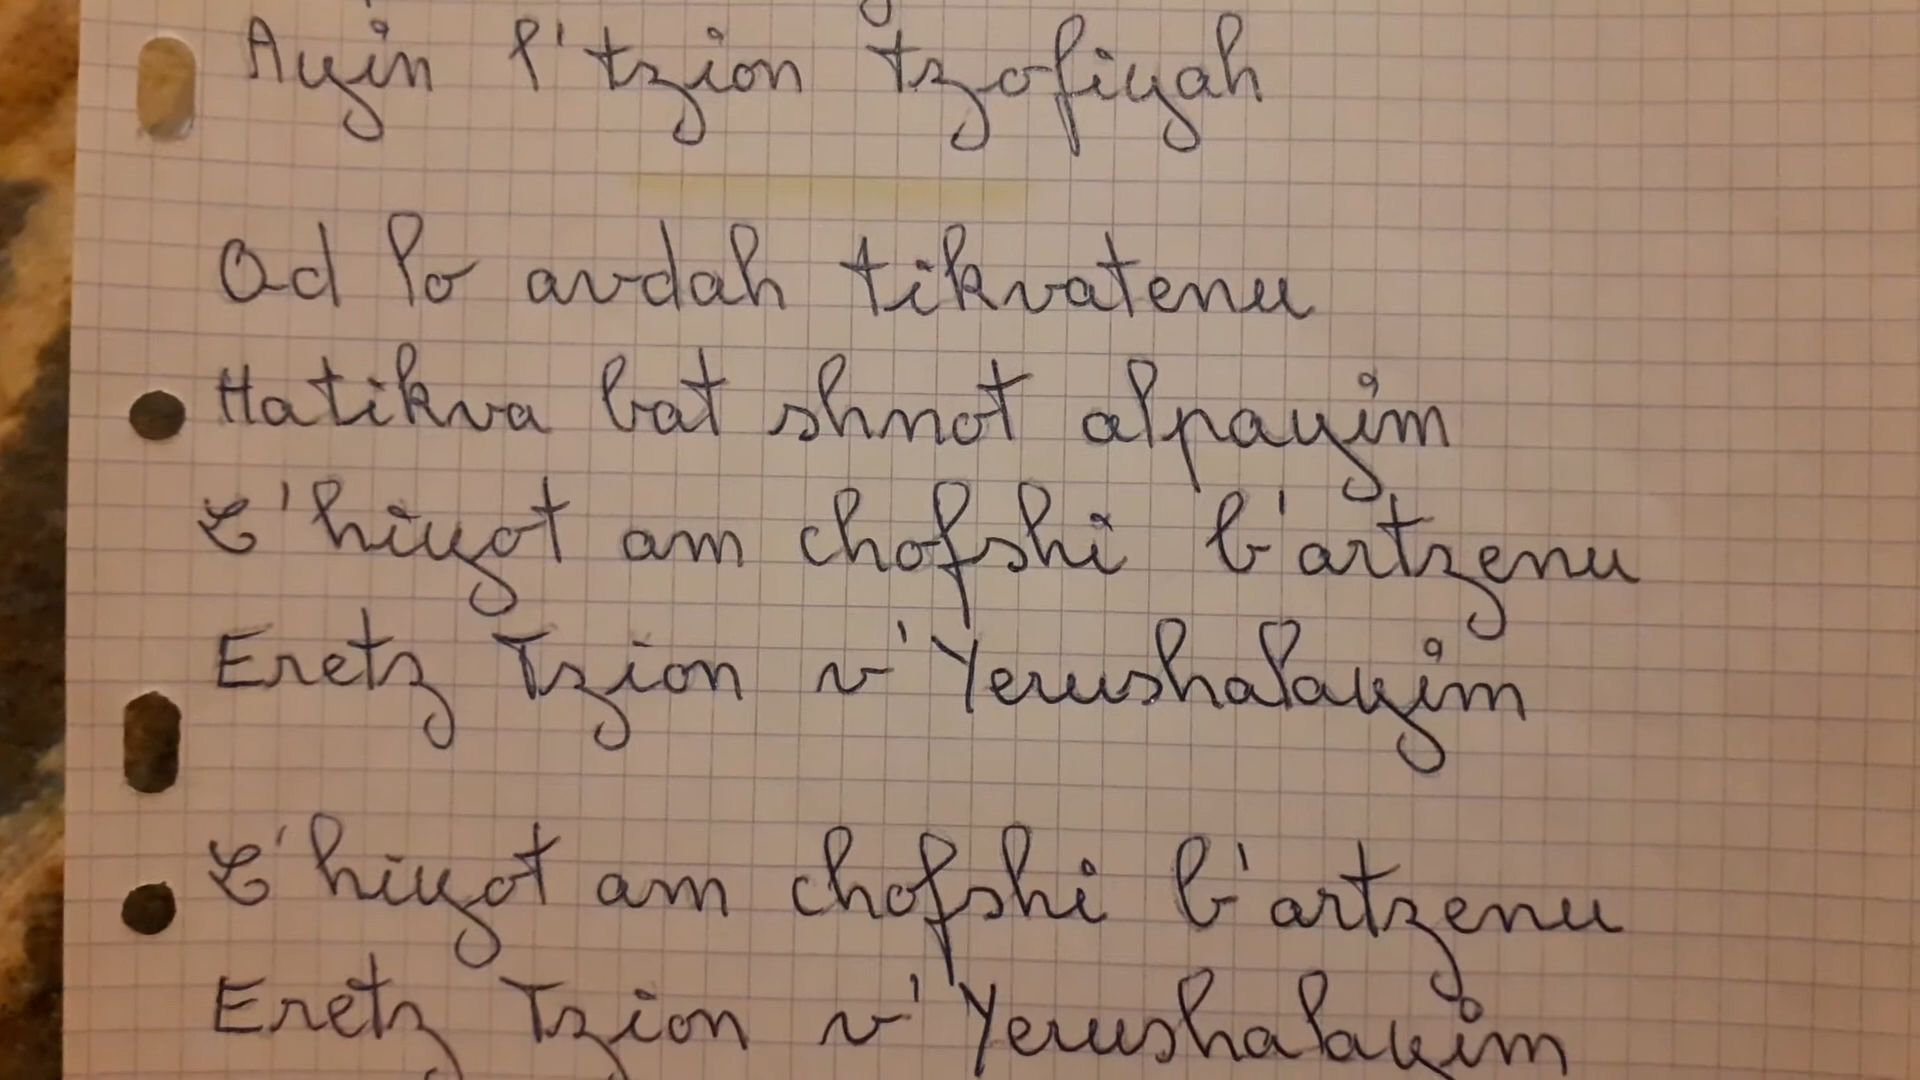 Ayin l'tzion tzofiyah
Od lo avdah tikvatenu
Hatikva bat shnot alpayim
L'hiyot am chofshi b'artzenu
Eretz Tzion v'Yerushalayim
L'hiyot am chofshi b'artzenu
Eretz Tzion v'Yerushalayim